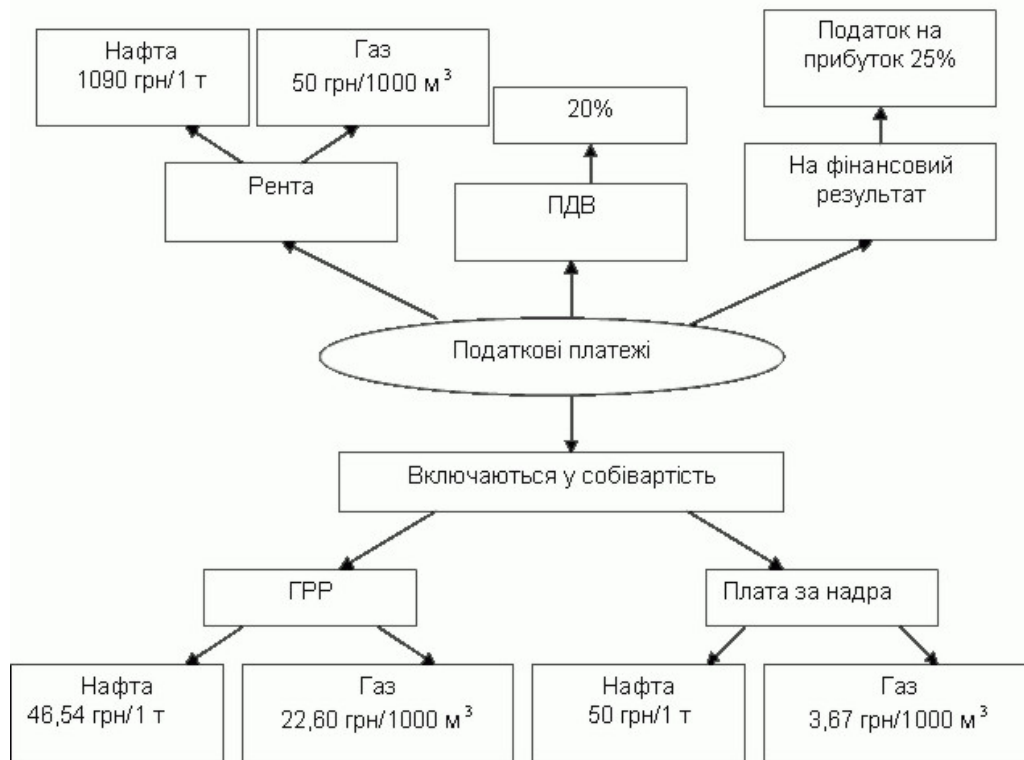 Нафта
1090 грн/1 т
Газ
50 грн/1000 м³
Податок на
прибуток 25%
20%
Рента
ПДВ
На фінансовий
результат
Податкові платежі
Включаються у собівартість
ГРР
Плата за надра
Нафта
46,54 грн/1 т
Газ
22,60 грн/1000 м³
Нафта
50 грн/1 т
Газ
3,67 грн/1000 м³